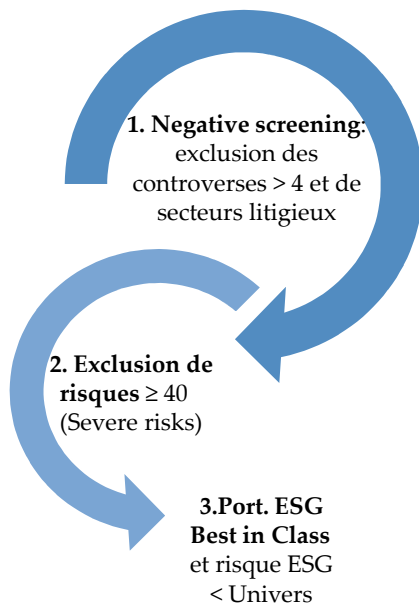 1. Negative screening:
exclusion des
controverses > 4 et de
secteurs litigieux
2. Exclusion de
risques ≥ 40
(Severe risks)
3.Port. ESG
Best in Class
et risque ESG
< Univers